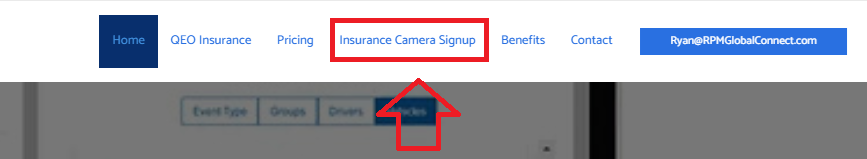 Home QEO Insurance Pricing Insurance Camera Signup Benefits Contact Ryan@RPMGlobalConnect.com
Event Type Groups Drivers